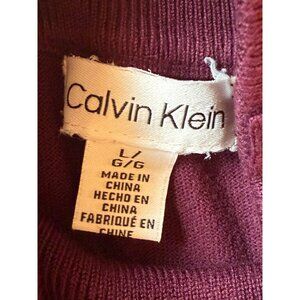 Calvin Klein
L/
G/G
MADE IN
CHINA
HECHO EN
CHINA
FABRIQUÉ EN
CHINE